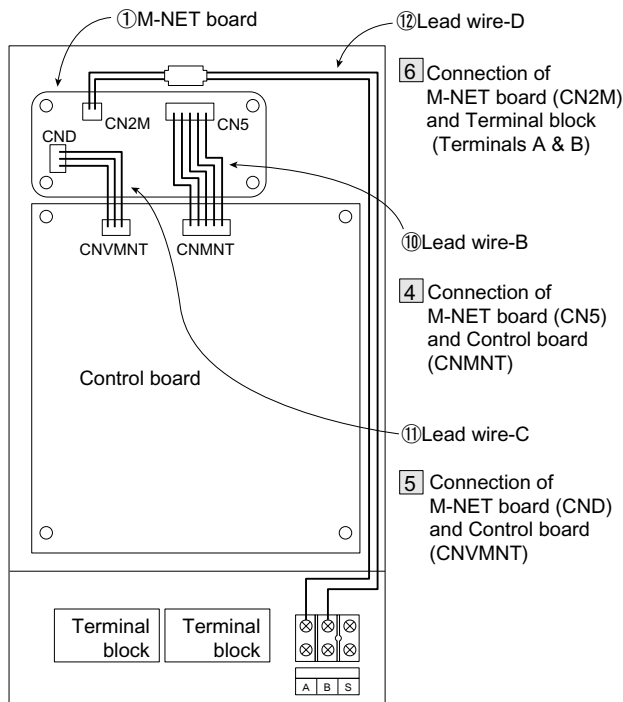 ①M-NET board
⑫Lead wire-D
6 Connection of
M-NET board (CN2M)
and Terminal block
(Terminals A & B)
CN2M
CN5
CND
CNVMNT
CNMNT
⑩Lead wire-B
4 Connection of
M-NET board (CN5)
and Control board
(CNMNT)
Control board
⑪Lead wire-C
5 Connection of
M-NET board (CND)
and Control board
(CNVMNT)
Terminal
block
Terminal
block
A B S